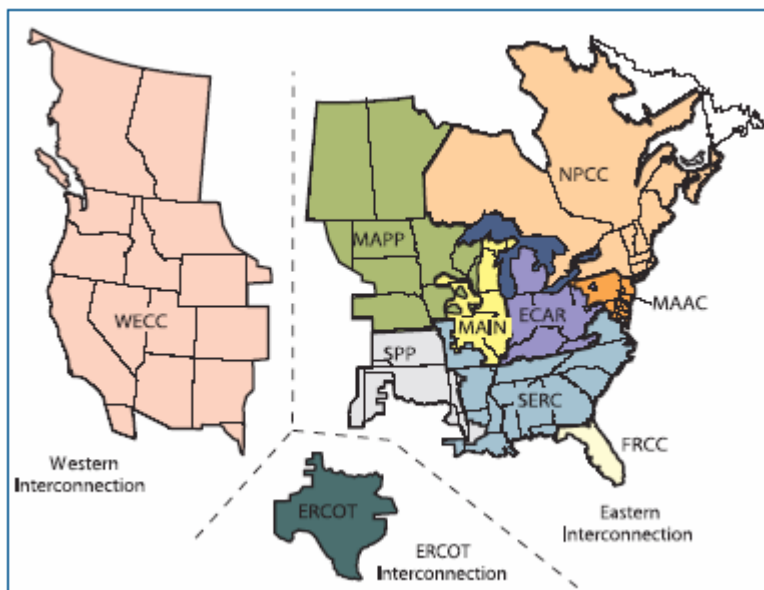 NPCC
MAPP
MAAC
WECC
MAIN
ECAR
SPP
SERC
FRCC
Western
Interconnection
ERCOT
Eastern
Interconnection
ERCOT
Interconnection